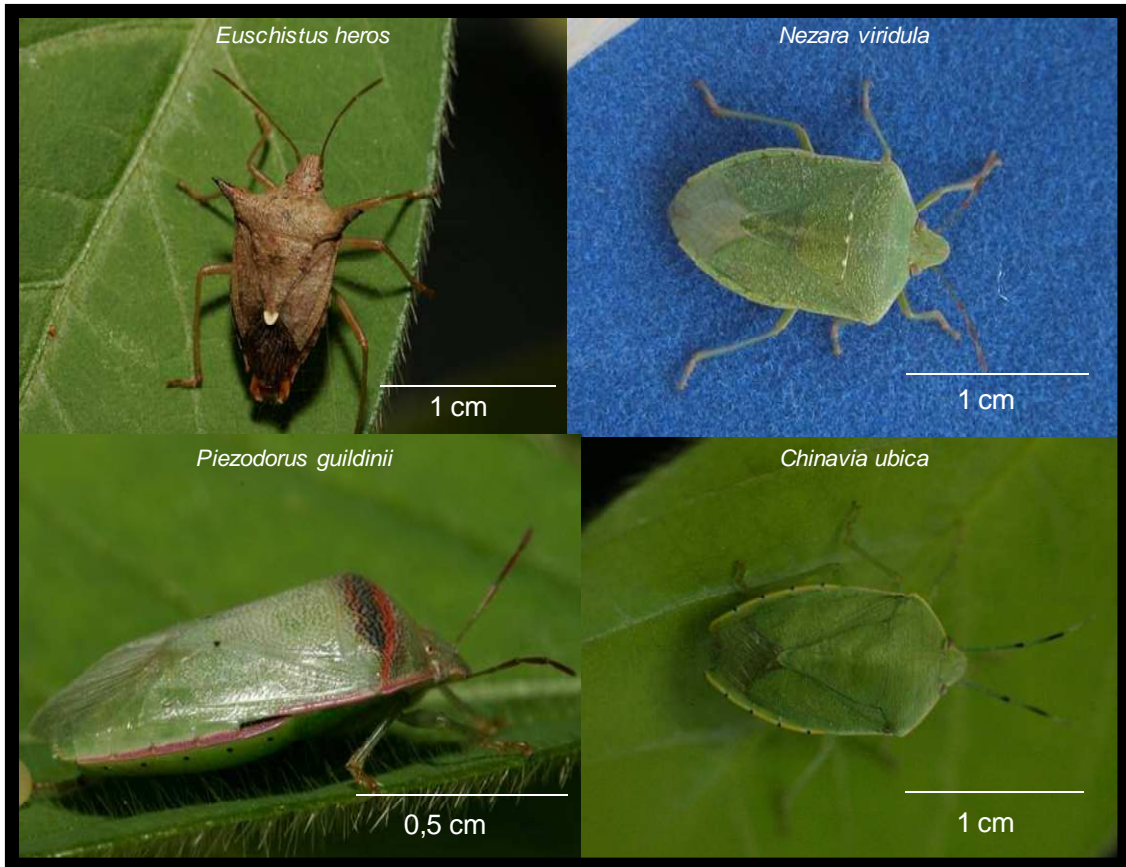 Euschistus heros
Nezara viridula
1 cm
1 cm
Piezodorus guildinii
Chinavia ubica
0,5 cm
1 cm